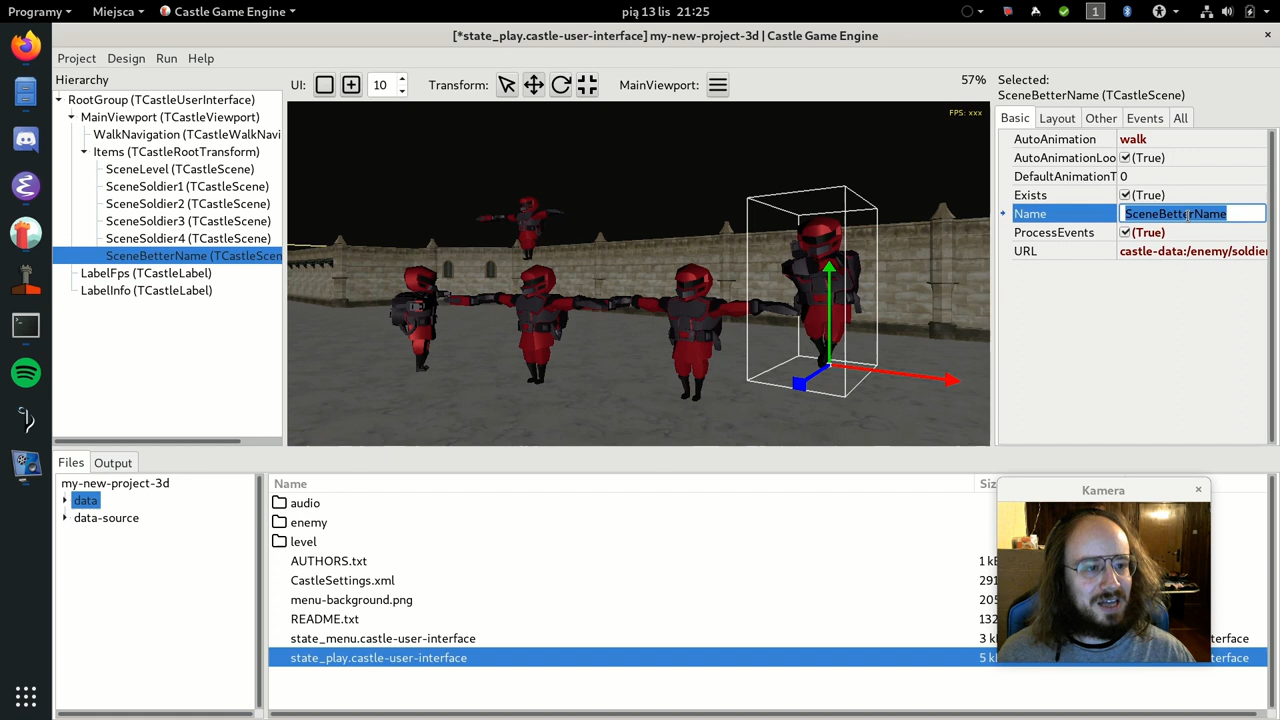 Programy
Miejsca
Castle Game Engine
pią 13 lis 21:25
1
[*state_play.castle-user-interface] my-new-project-3d | Castle Game Engine
Project
Design
Run
Help
Hierarchy
UI:
10
Transform:
MainViewport:
57%
Selected:
SceneBetterName (TCastleScene)
RootGroup (TCastleUserInterface)
MainViewport (TCastleViewport)
WalkNavigation (TCastleWalkNavi
Items (TCastleRootTransform)
SceneLevel (TCastleScene)
SceneSoldier1 (TCastleScene)
SceneSoldier2 (TCastleScene)
SceneSoldier3 (TCastleScene)
SceneSoldier4 (TCastleScene)
SceneBetterName (TCastleScen
LabelFps (TCastleLabel)
LabelInfo (TCastleLabel)
FPS: xxx
Basic
Layout
Other
Events
All
AutoAnimation
walk
AutoAnimationLoo
(True)
DefaultAnimationT
0
Exists
(True)
Name
SceneBetterName
ProcessEvents
(True)
URL
castle-data:/enemy/soldier
Files
Output
my-new-project-3d
data
data-source
Name
Siz
audio
enemy
level
AUTHORS.txt
1 k
CastleSettings.xml
291
menu-background.png
205
README.txt
132
state_menu.castle-user-interface
3 k
terface
state_play.castle-user-interface
5 k
terface
Kamera